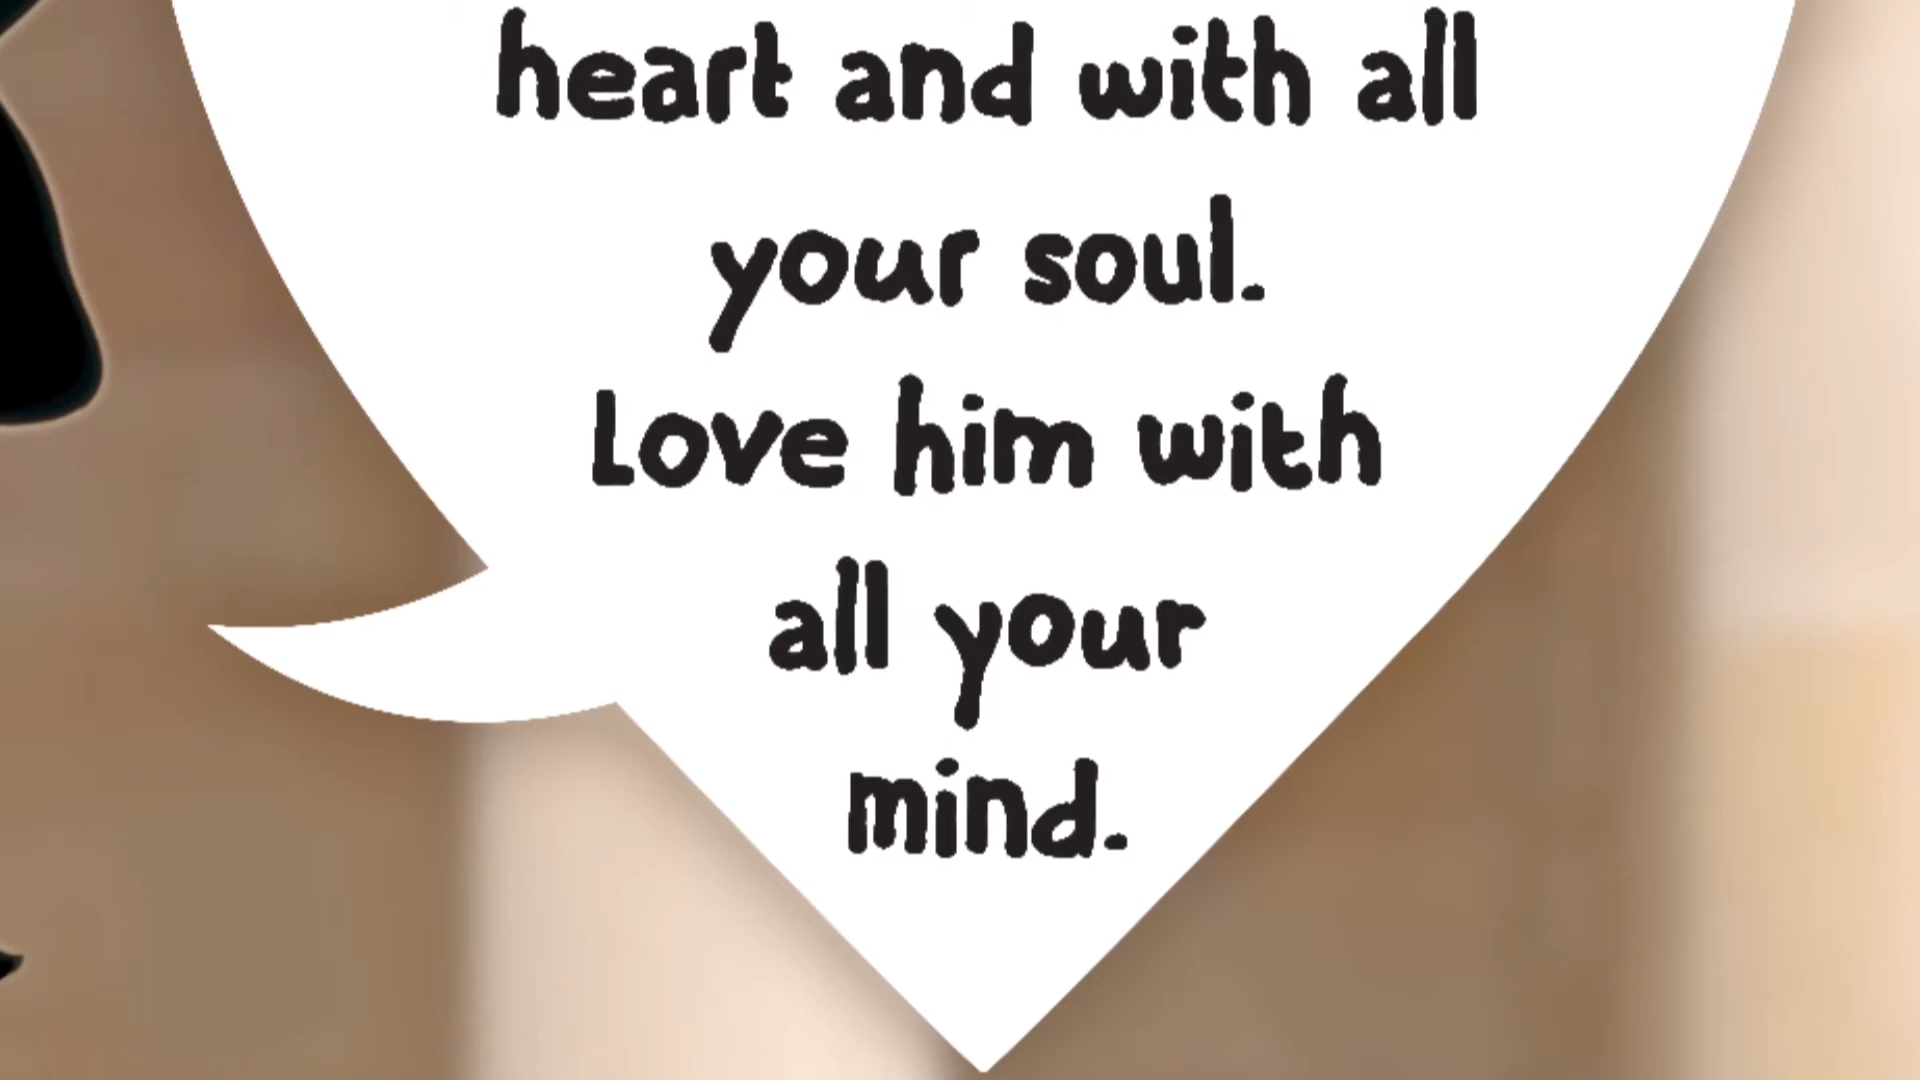 heart and with all
your soul.
Love him with
all your
mind.